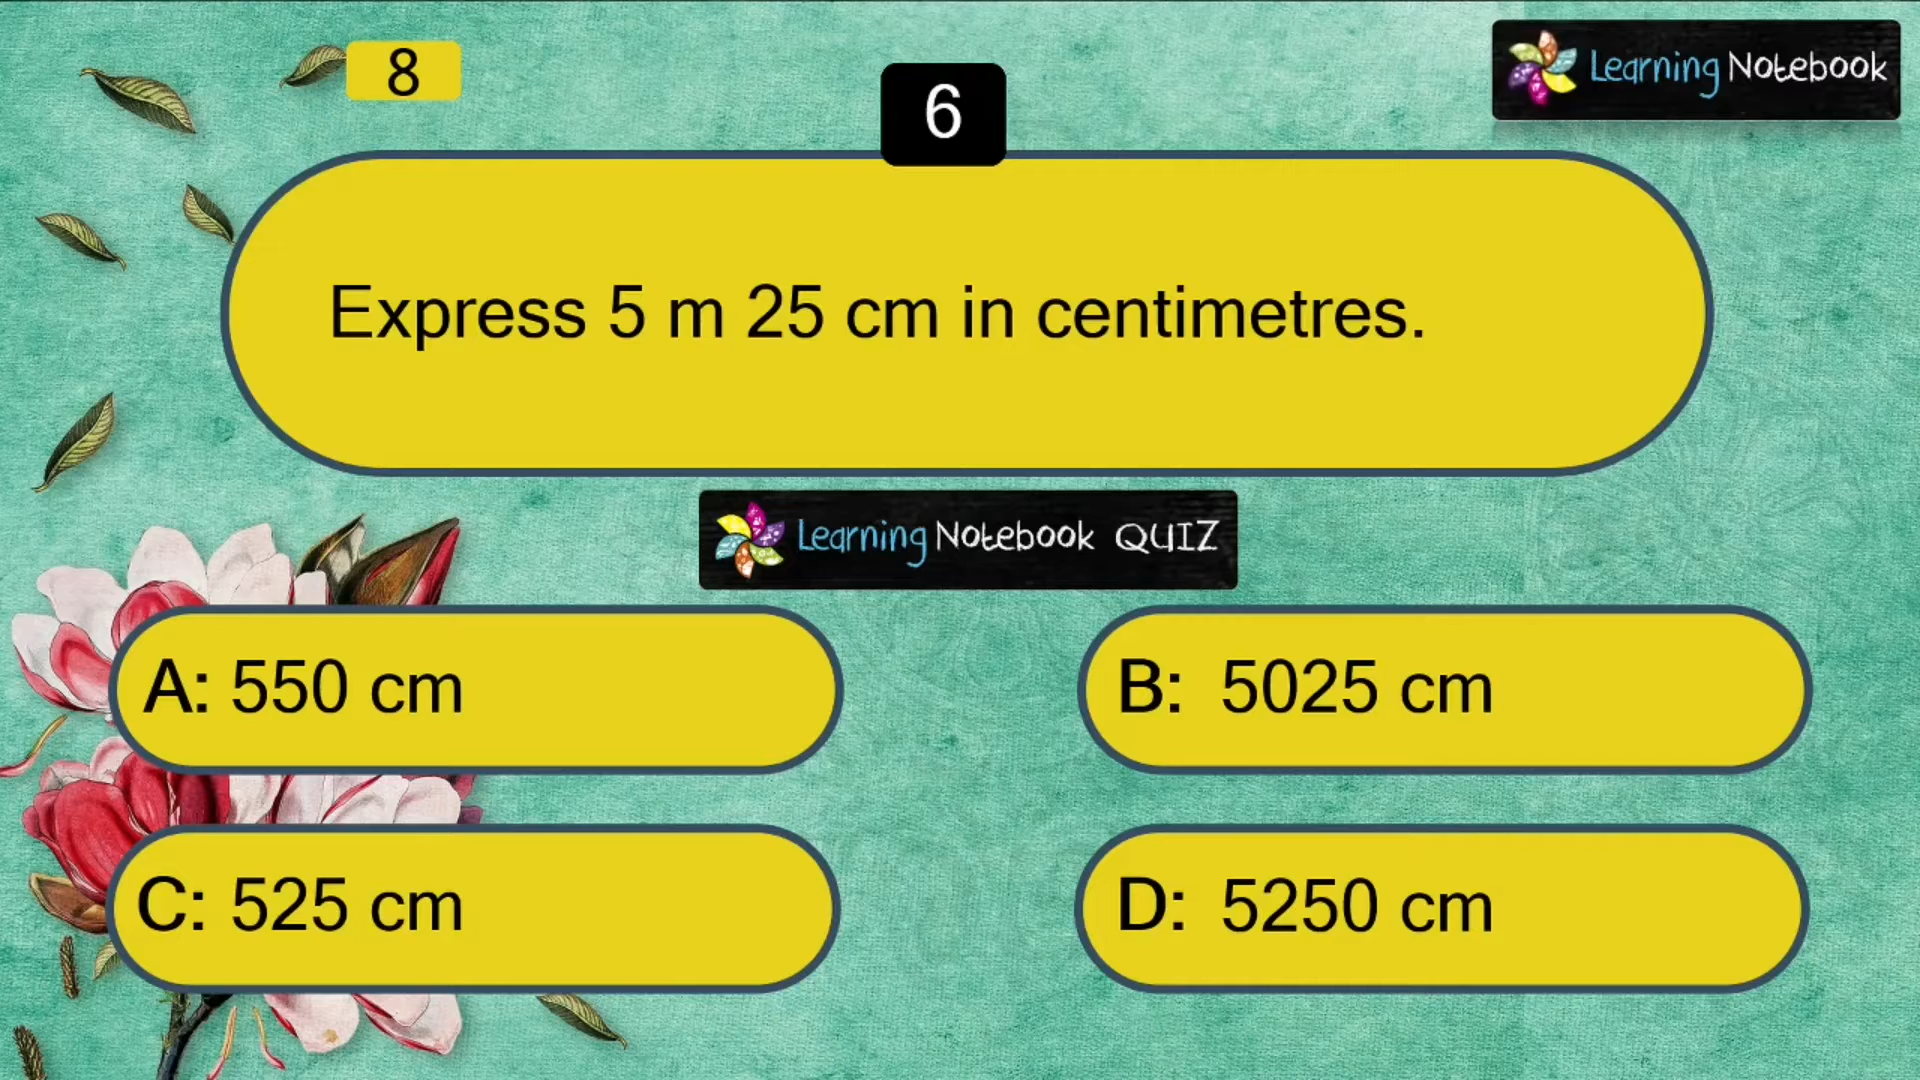 8
6
Learning Notebook
Express 5 m 25 cm in centimetres.
Learning Notebook QUIZ
A: 550 cm
B: 5025 cm
C: 525 cm
D: 5250 cm